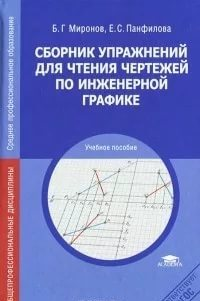 Б. Г Миронов, Е. С. Панфилова
СБОРНИК УПРАЖНЕНИЙ
ДЛЯ ЧТЕНИЯ ЧЕРТЕЖЕЙ
ПО ИНЖЕНЕРНОЙ
ГРАФИКЕ
Учебное пособие
Среднее профессиональное образование
ОБЩЕПРОФЕССИОНАЛЬНЫЕ ДИСЦИПЛИНЫ
ACADEMA